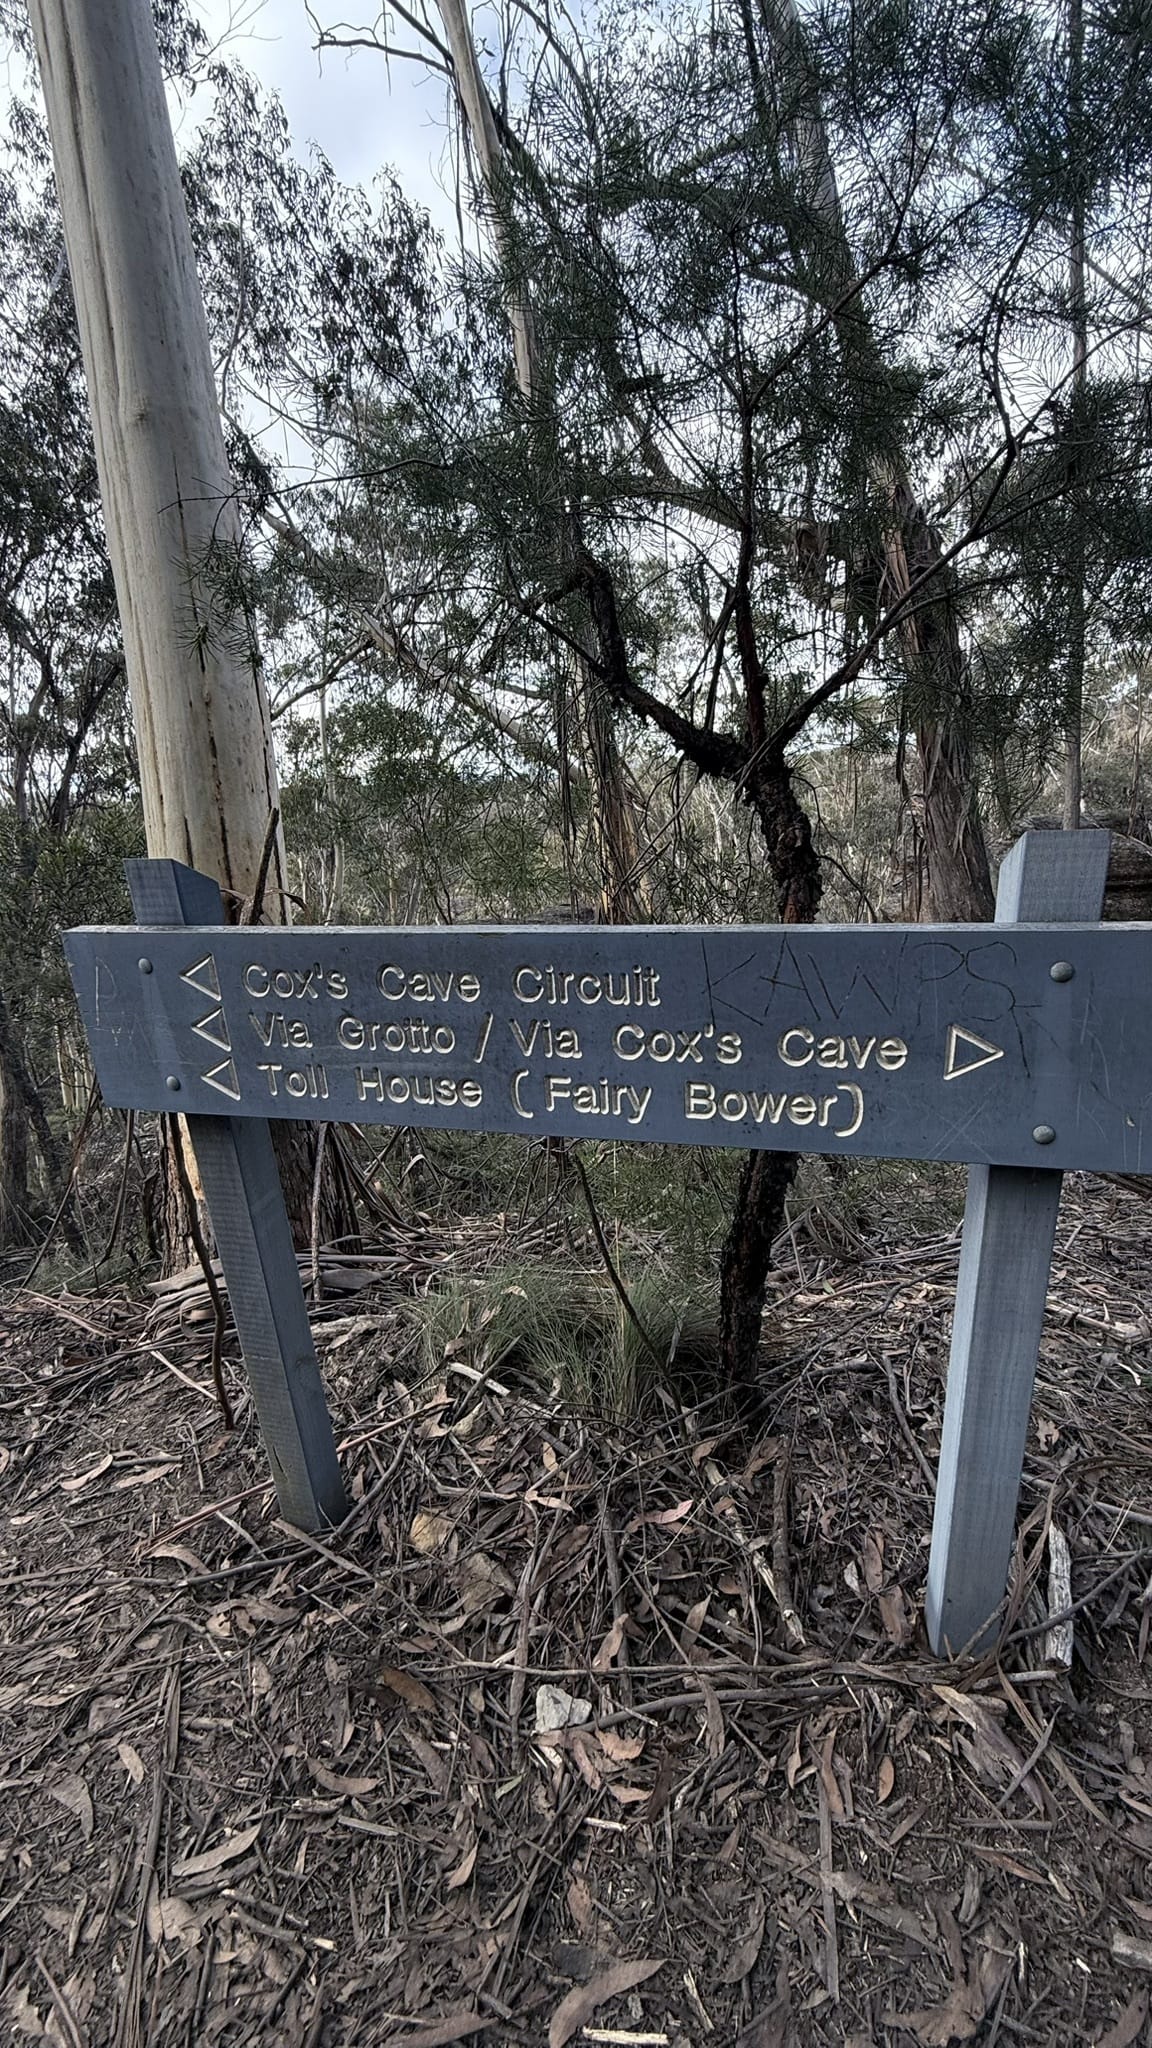 ◁ Cox's Cave Circuit
◁ Via Grotto / Via Cox's Cave ▷
◁ Toll House (Fairy Bower)
KAWPS